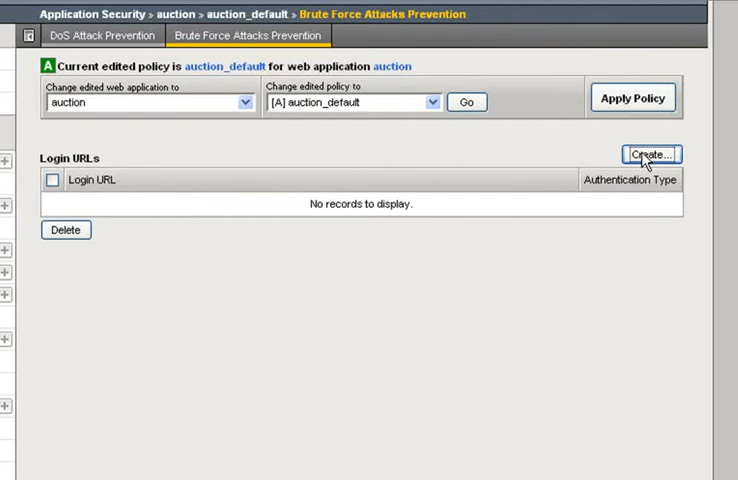 Application Security » auction » auction_default » Brute Force Attacks Prevention
DoS Attack Prevention Brute Force Attacks Prevention
A Current edited policy is auction_default for web application auction
Change edited web application to Change edited policy to
auction [A] auction_default Go Apply Policy
Login URLs Create...
Login URL Authentication Type
No records to display.
Delete